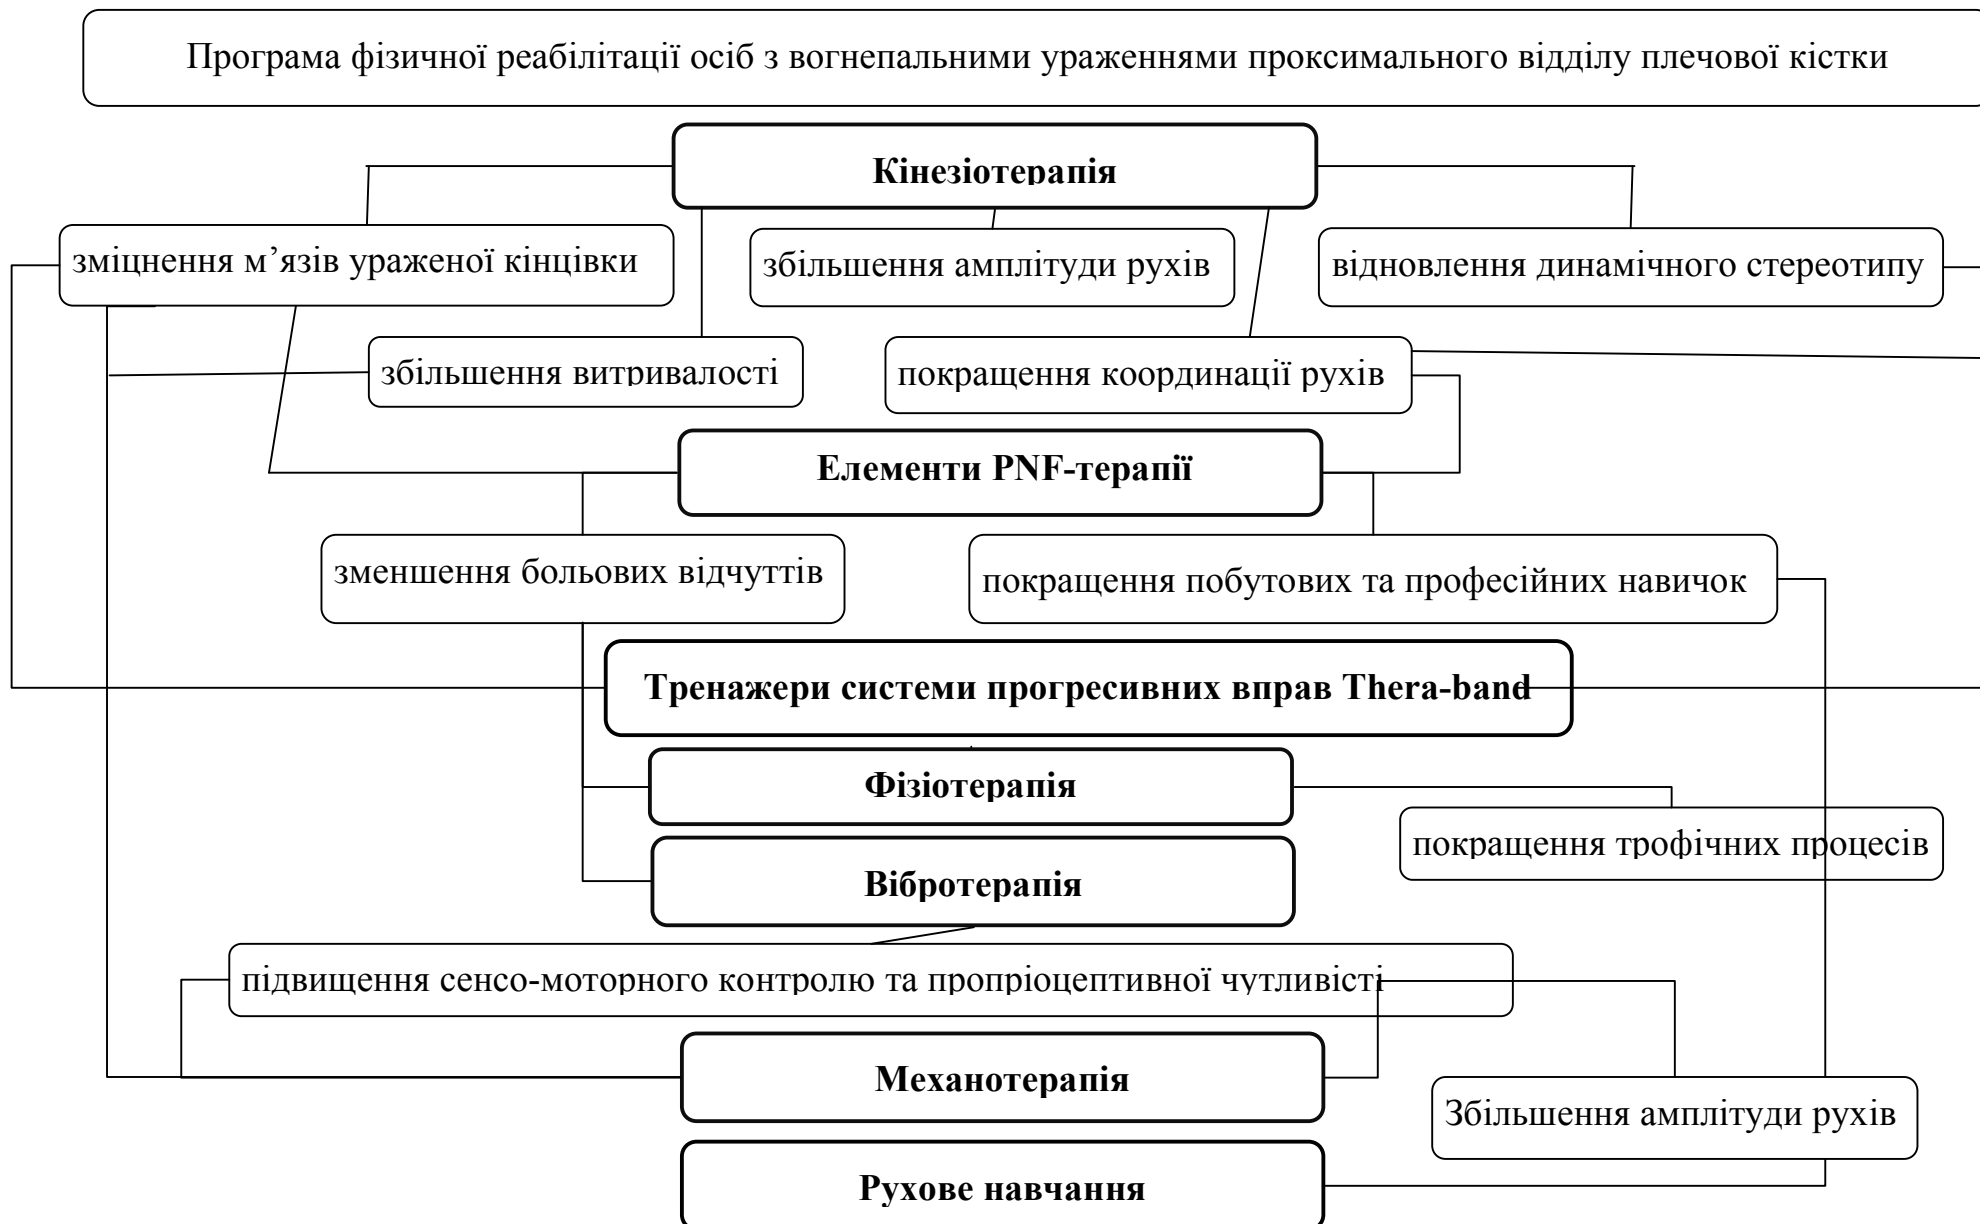 Програма фізичної реабілітації осіб з вогнепальними ураженнями проксимального відділу плечової кістки
Кінезіотерапія
зміцнення м’язів ураженої кінцівки
збільшення амплітуди рухів
відновлення динамічного стереотипу
збільшення витривалості
покращення координації рухів
Елементи PNF-терапії
зменшення больових відчуттів
покращення побутових та професійних навичок
Тренажери системи прогресивних вправ Thera-band
Фізіотерапія
покращення трофічних процесів
Вібротерапія
підвищення сенсо-моторного контролю та пропріоцептивної чутливісті
Механотерапія
Збільшення амплітуди рухів
Рухове навчання